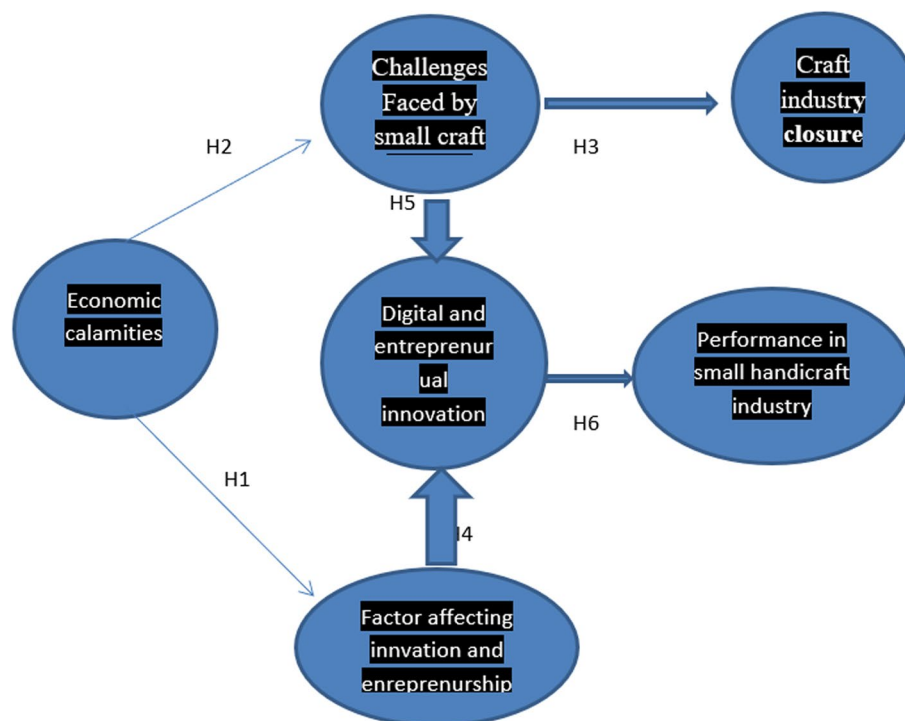 Challenges
Faced by
small craft
Craft
industry
closure
H2
H3
H5
Economic
calamities
Digital and
entreprenur
ual
innovation
Performance in
small handicraft
industry
H6
H1
Factor affecting
innvation and
enreprenurship